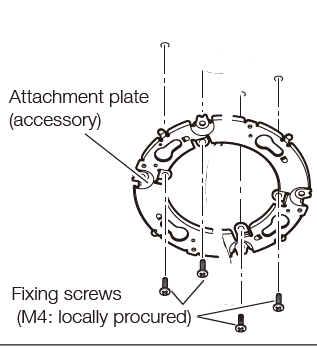 Attachment plate
(accessory)
Fixing screws
(M4: locally procured)